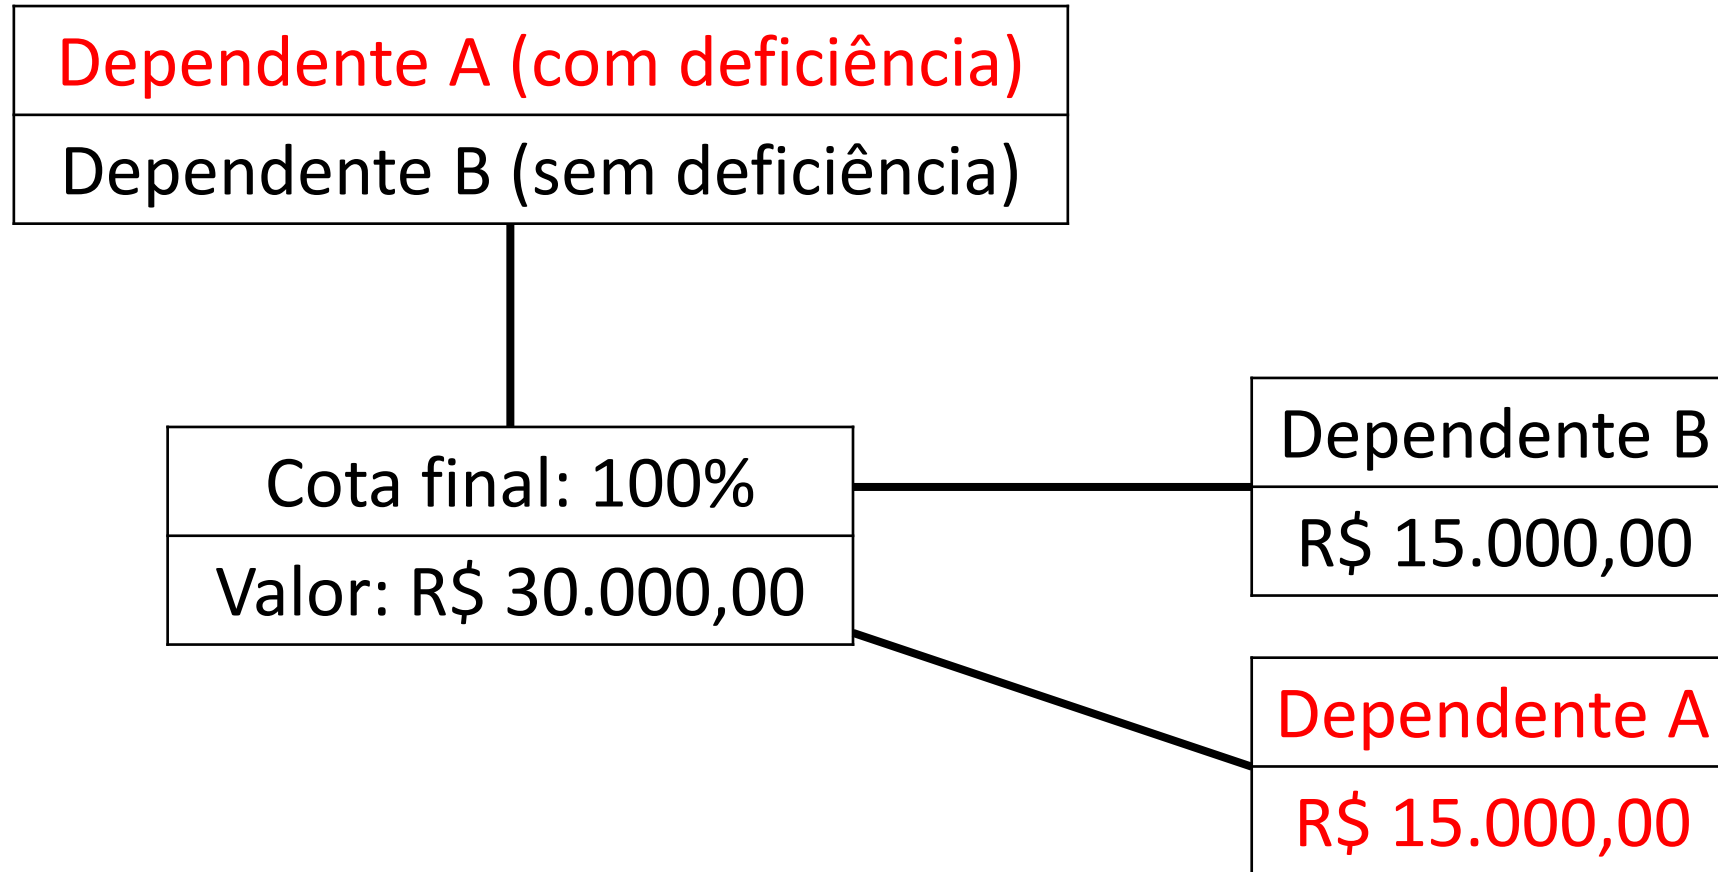 Dependente A (com deficiência)
Dependente B (sem deficiência)
Cota final: 100%
Valor: R$ 30.000,00
Dependente B
R$ 15.000,00
Dependente A
R$ 15.000,00